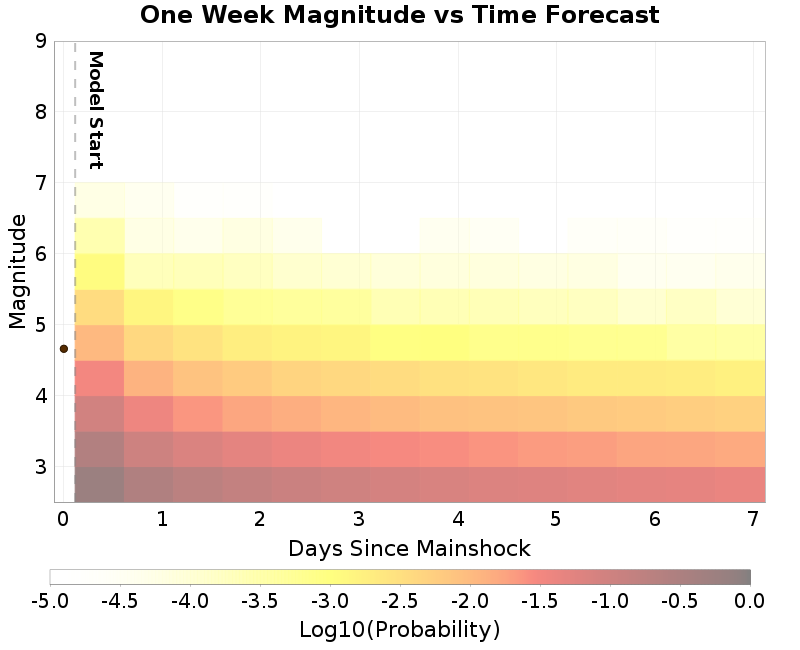 One Week Magnitude vs Time Forecast
9
8
7
6
5
4
3
Magnitude
Model Start
0 1 2 3 4 5 6 7
Days Since Mainshock
-5.0 -4.5 -4.0 -3.5 -3.0 -2.5 -2.0 -1.5 -1.0 -0.5 0.0
Log10(Probability)